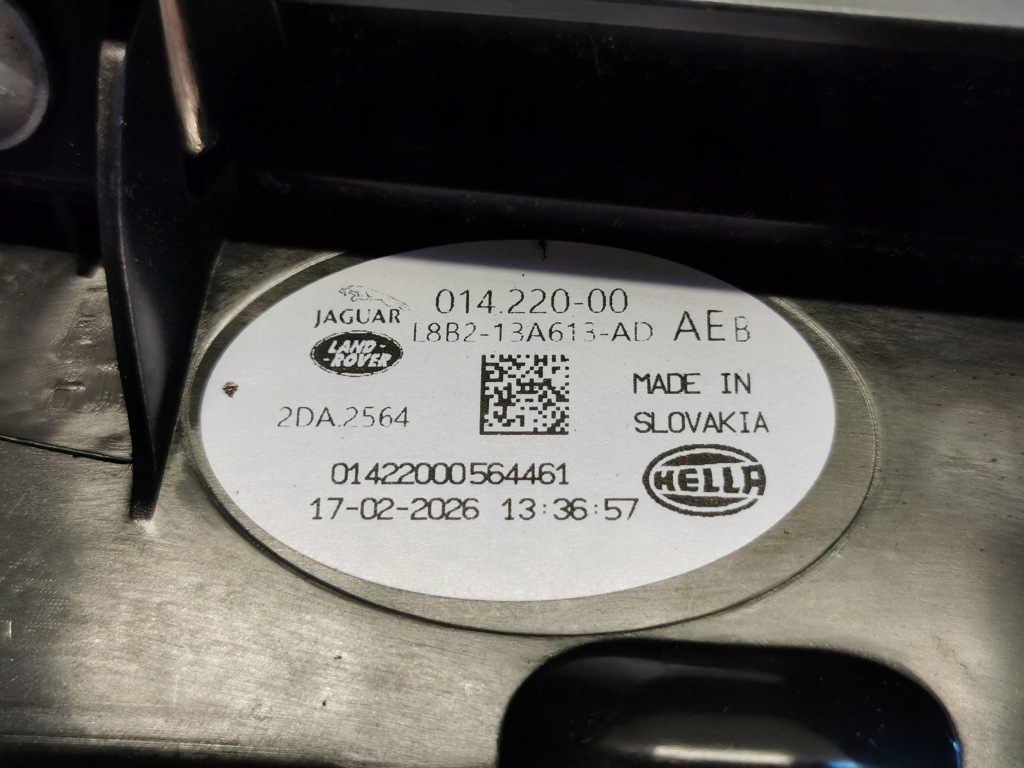 014.220-00
JAGUAR
L8B2-13A613-AD AE B
LAND-
-ROVER
MADE IN
2DA.2564
SLOVAKIA
01422000564461
HELLA
17-02-2026 13:36:57